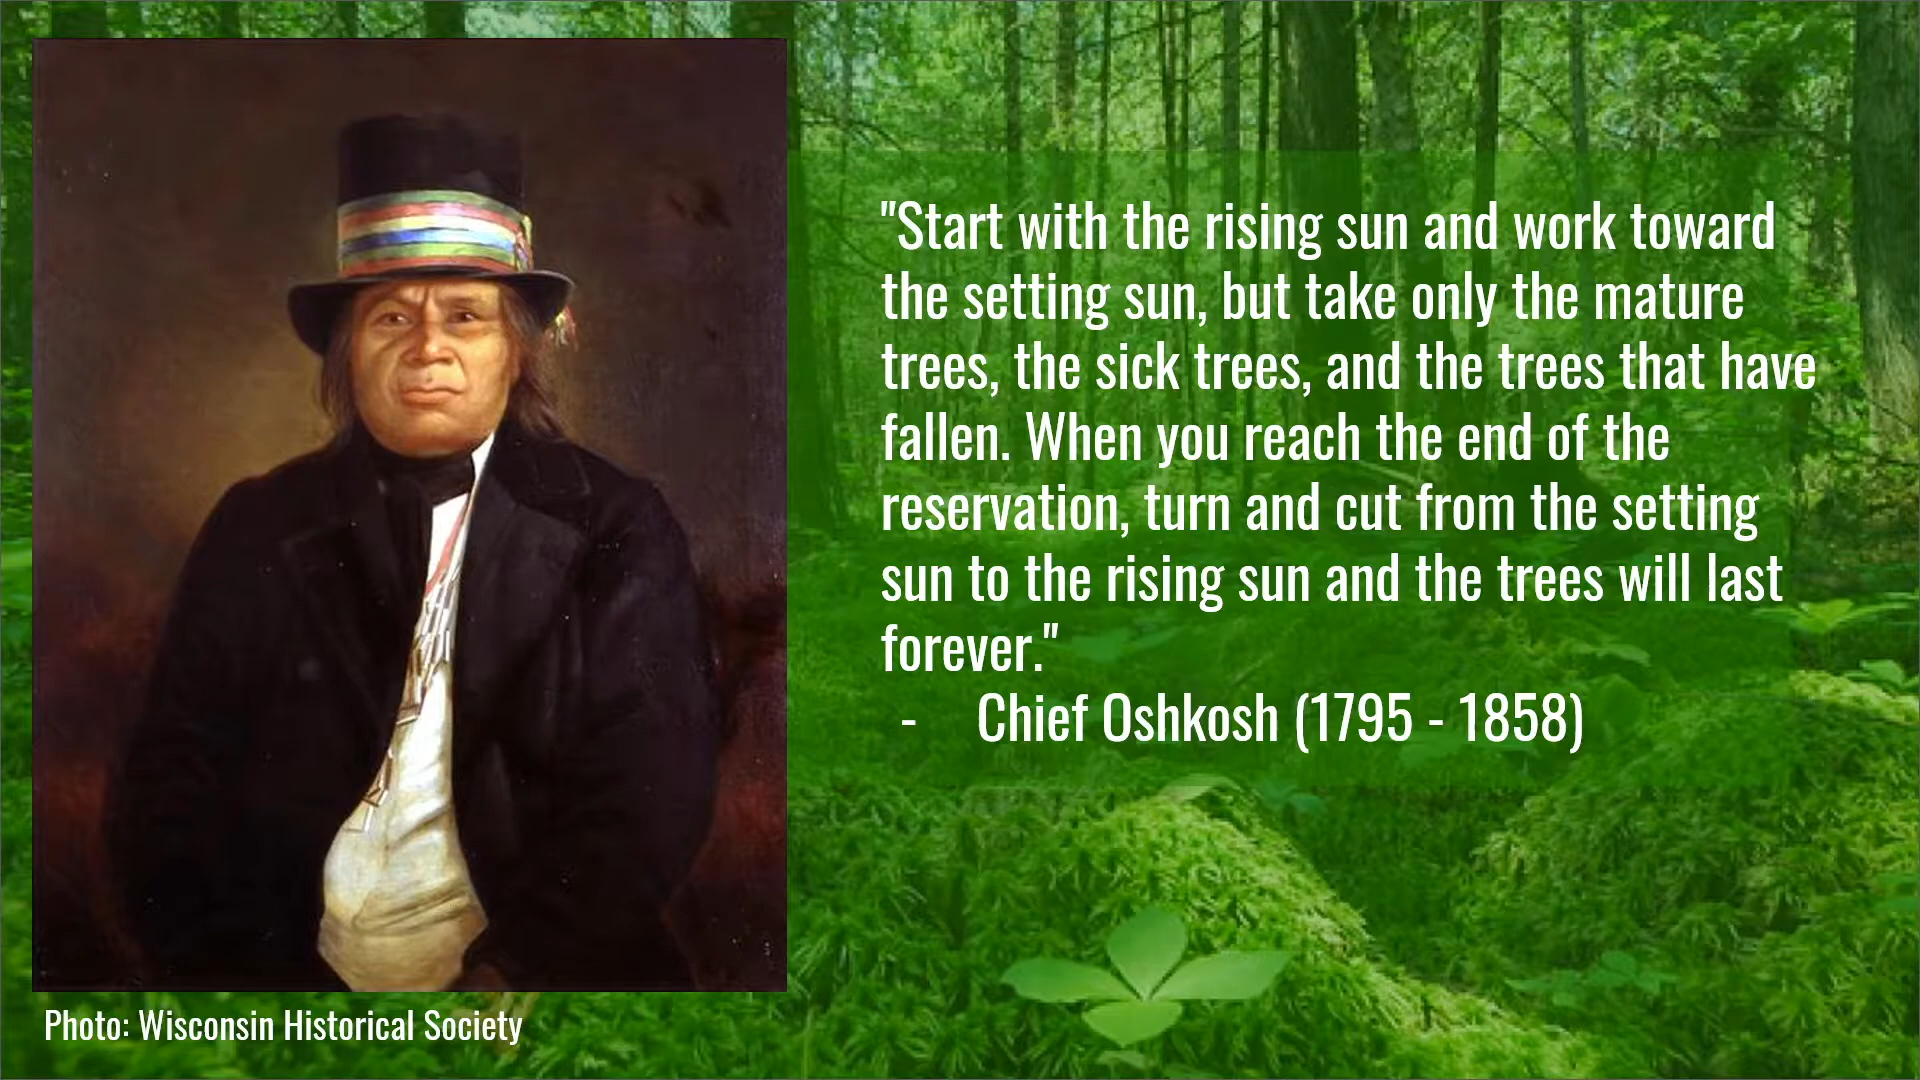 "Start with the rising sun and work toward
the setting sun, but take only the mature
trees, the sick trees, and the trees that have
fallen. When you reach the end of the
reservation, turn and cut from the setting
sun to the rising sun and the trees will last
forever."
- Chief Oshkosh (1795 - 1858)
Photo: Wisconsin Historical Society